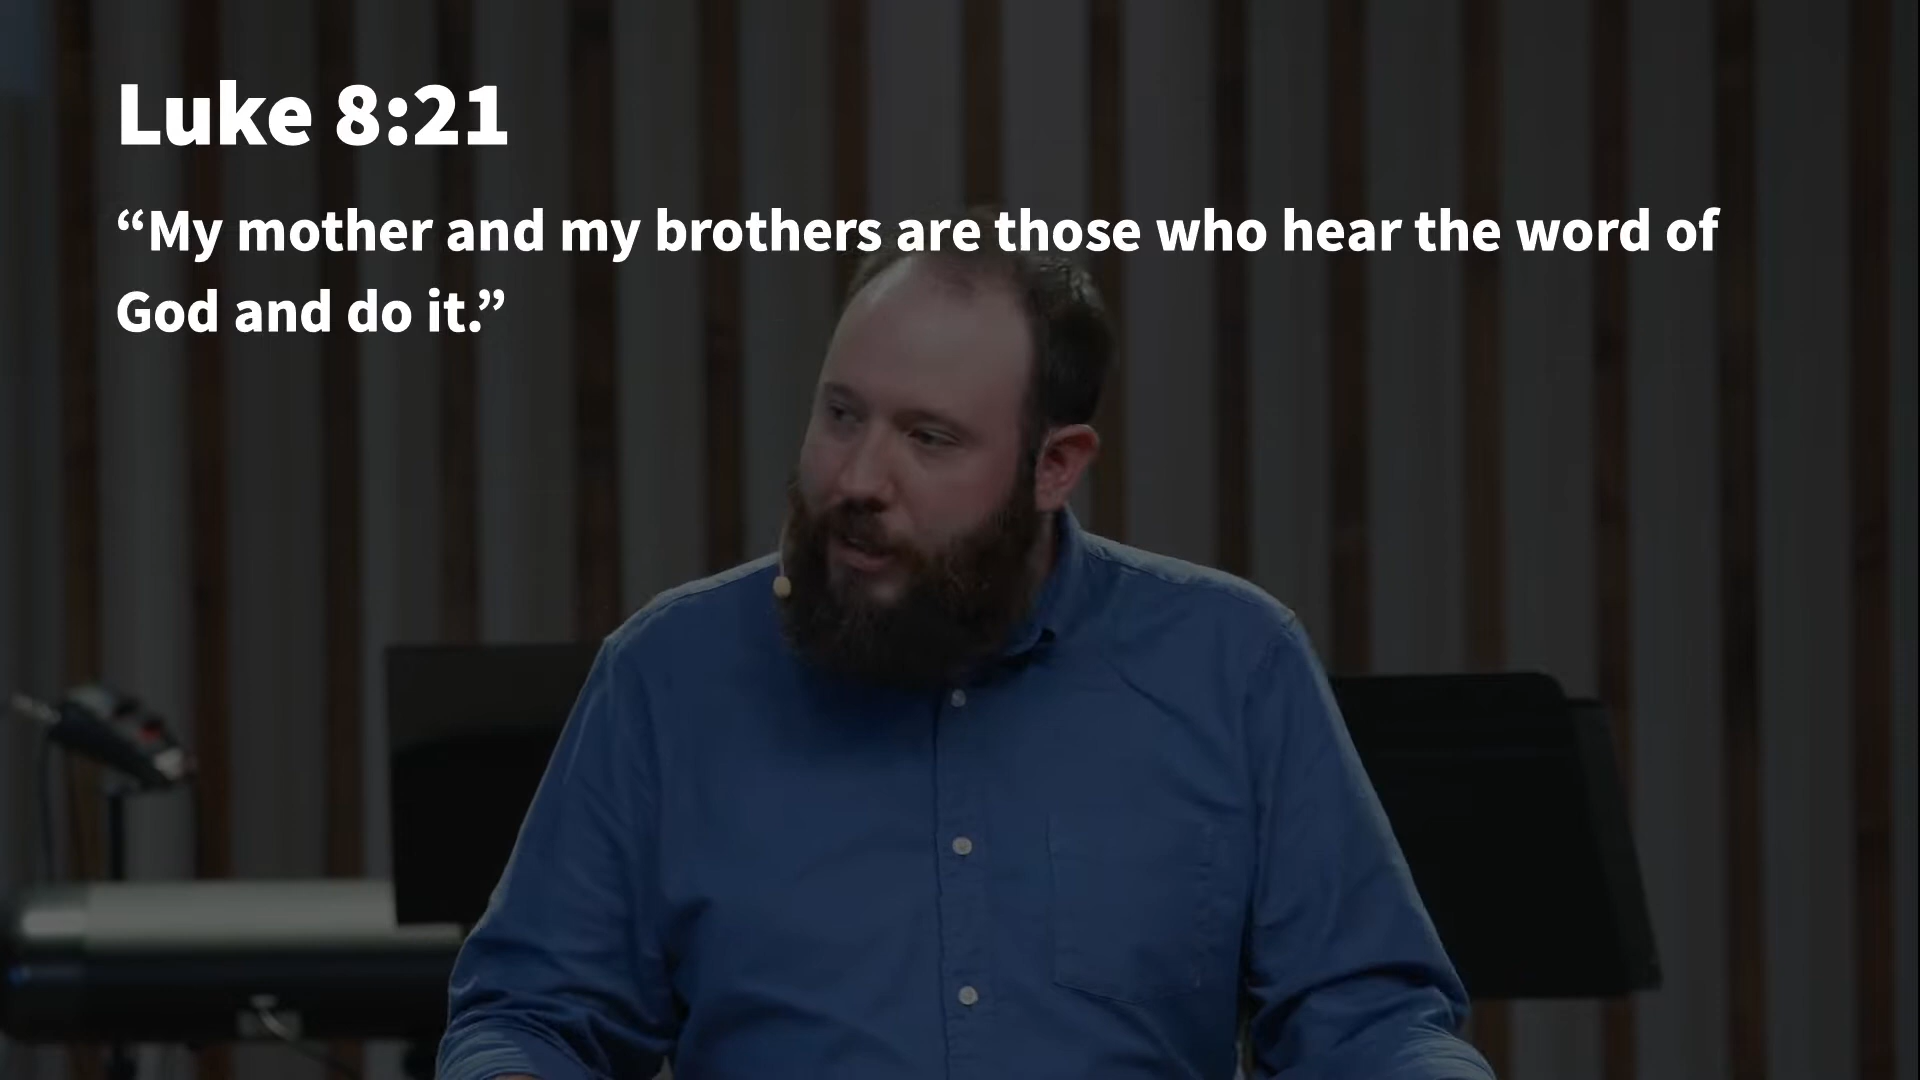 Luke 8:21
“My mother and my brothers are those who hear the word of
God and do it.”